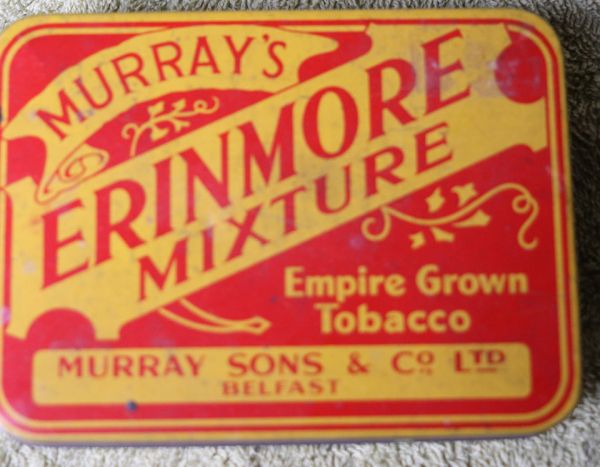 MURRAY'S
ERINMORE
MIXTURE
Empire Grown
Tobacco
MURRAY SONS & Co LTD
BELFAST